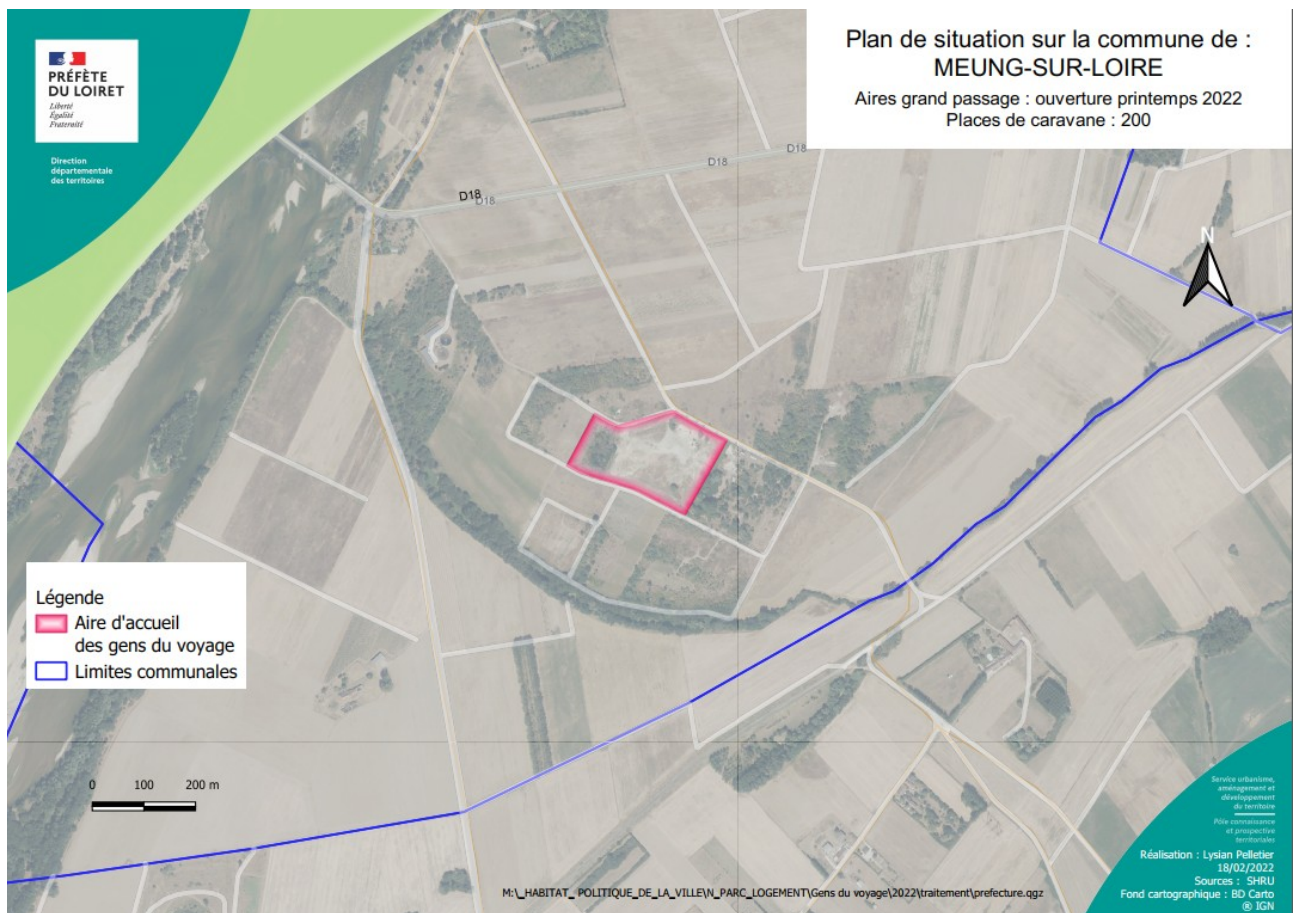 PRÉFÈTE
DU LOIRET
Liberté
Égalité
Fraternité
Direction
départementale
des territoires
Plan de situation sur la commune de :
MEUNG-SUR-LOIRE
Aires grand passage : ouverture printemps 2022
Places de caravane : 200
D18
D18
D18
D18
N
Légende
Aire d'accueil
des gens du voyage
Limites communales
0 100 200 m
M:\_HABITAT_ POLITIQUE_DE_LA_VILLE\N_PARC_LOGEMENT\Gens du voyage\2022\traitement\prefecture.qgz
Service urbanisme,
aménagement et
développement
du territoire
Pôle connaissance
et prospective
territoriales
Réalisation : Lysian Pelletier
18/02/2022
Sources : SHRU
Fond cartographique : BD Carto
® IGN